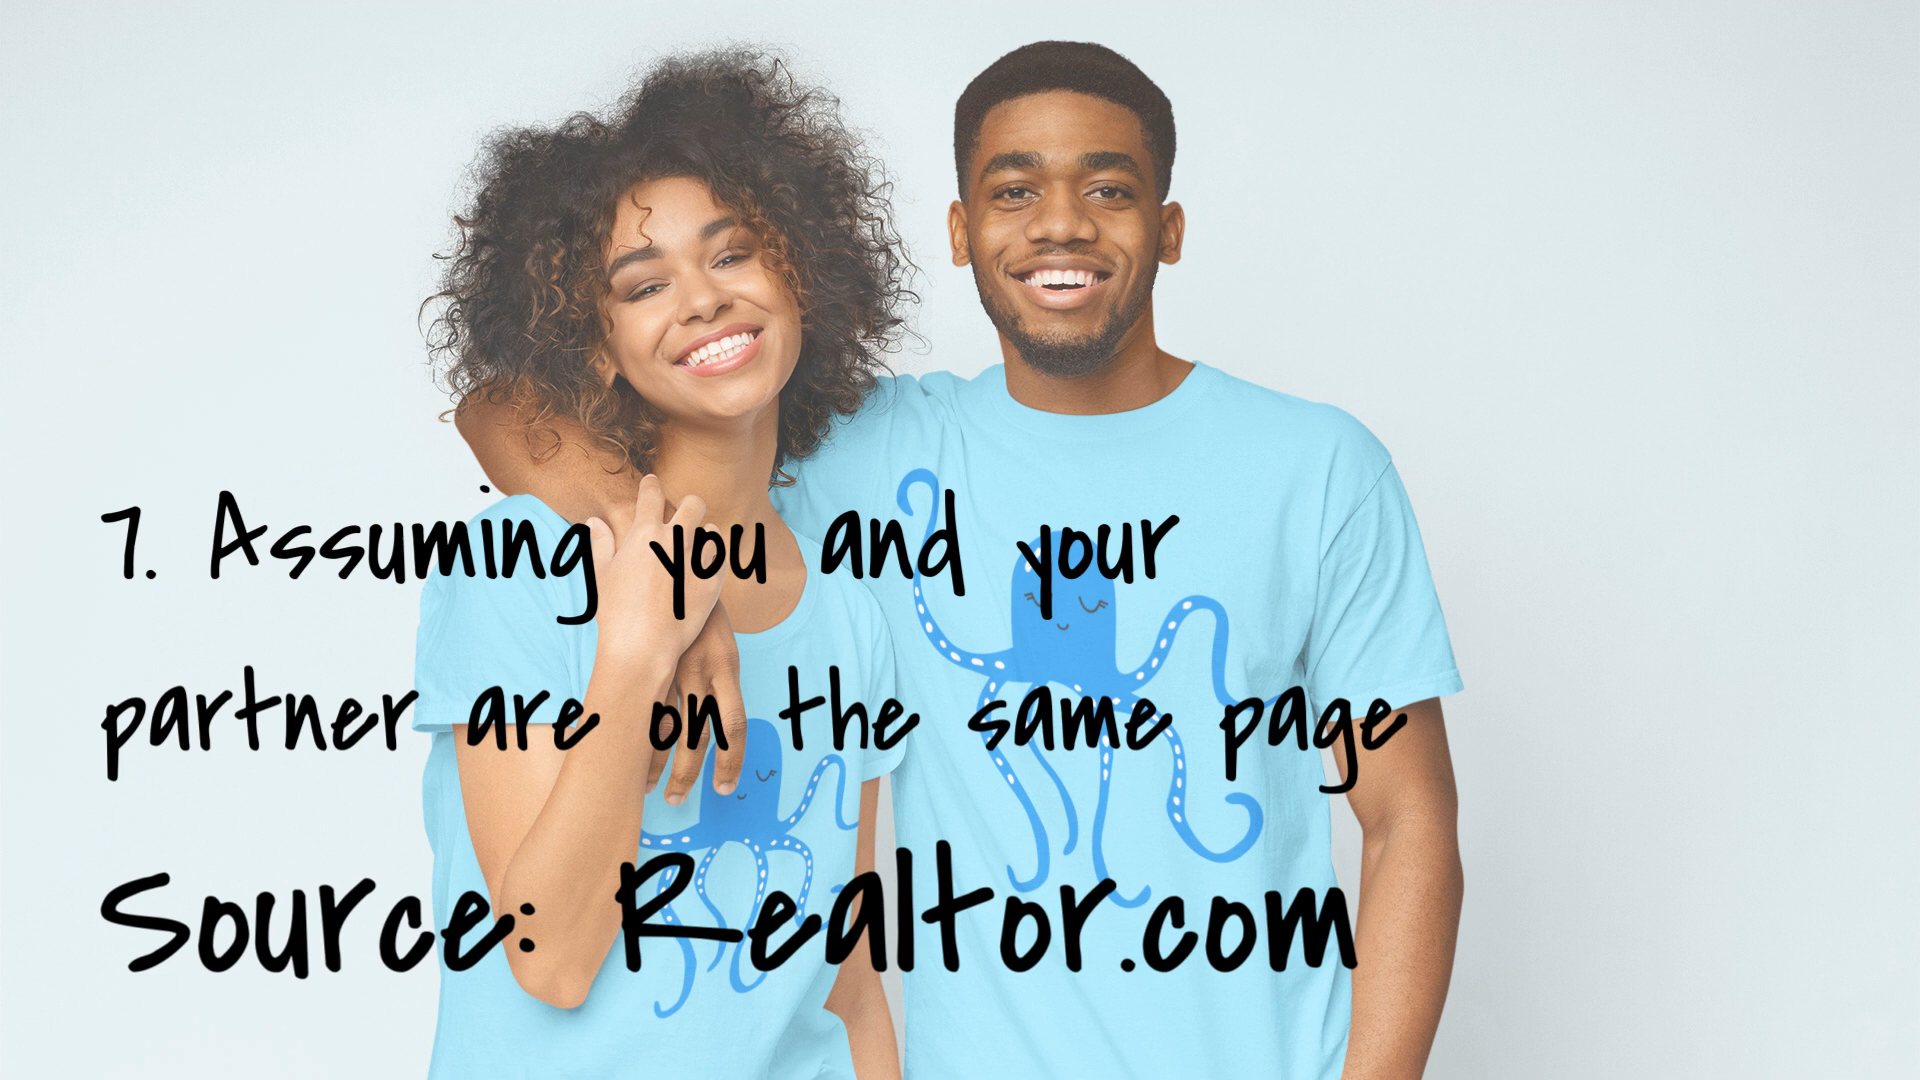 7. Assuming you and your
partner are on the same page
Source: Realtor.com